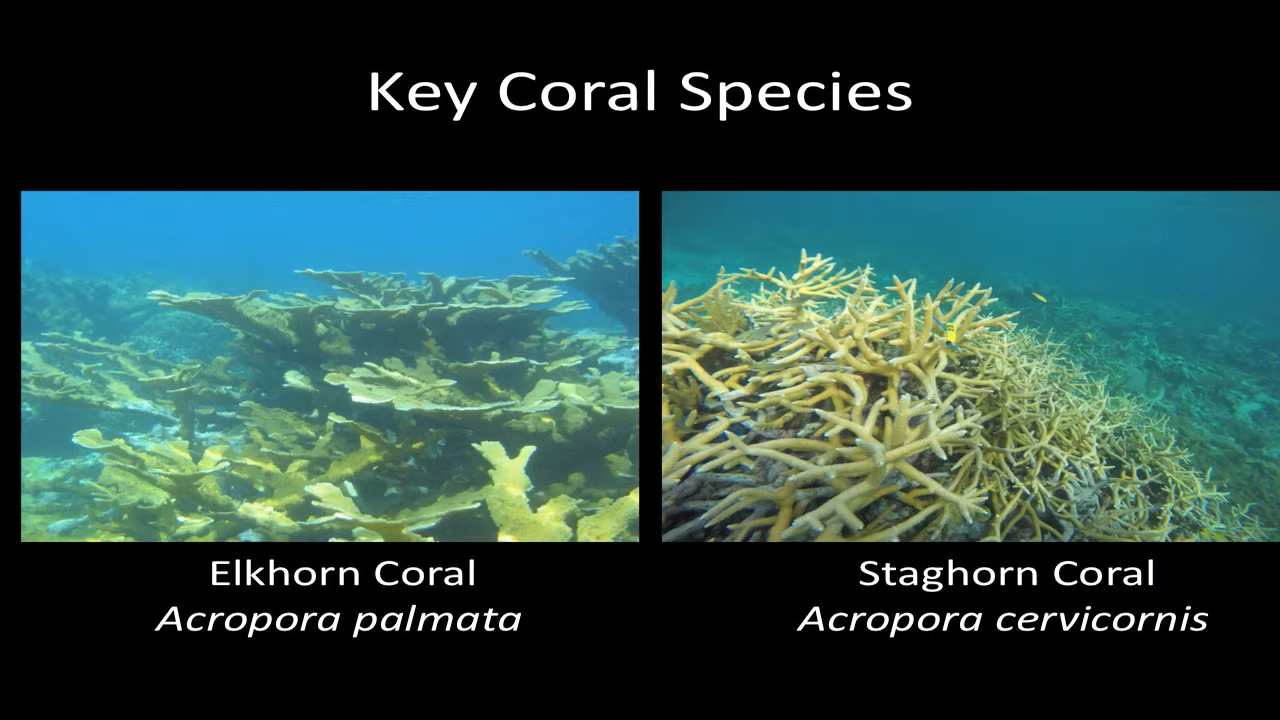 Key Coral Species
Elkhorn Coral
Acropora palmata
Staghorn Coral
Acropora cervicornis